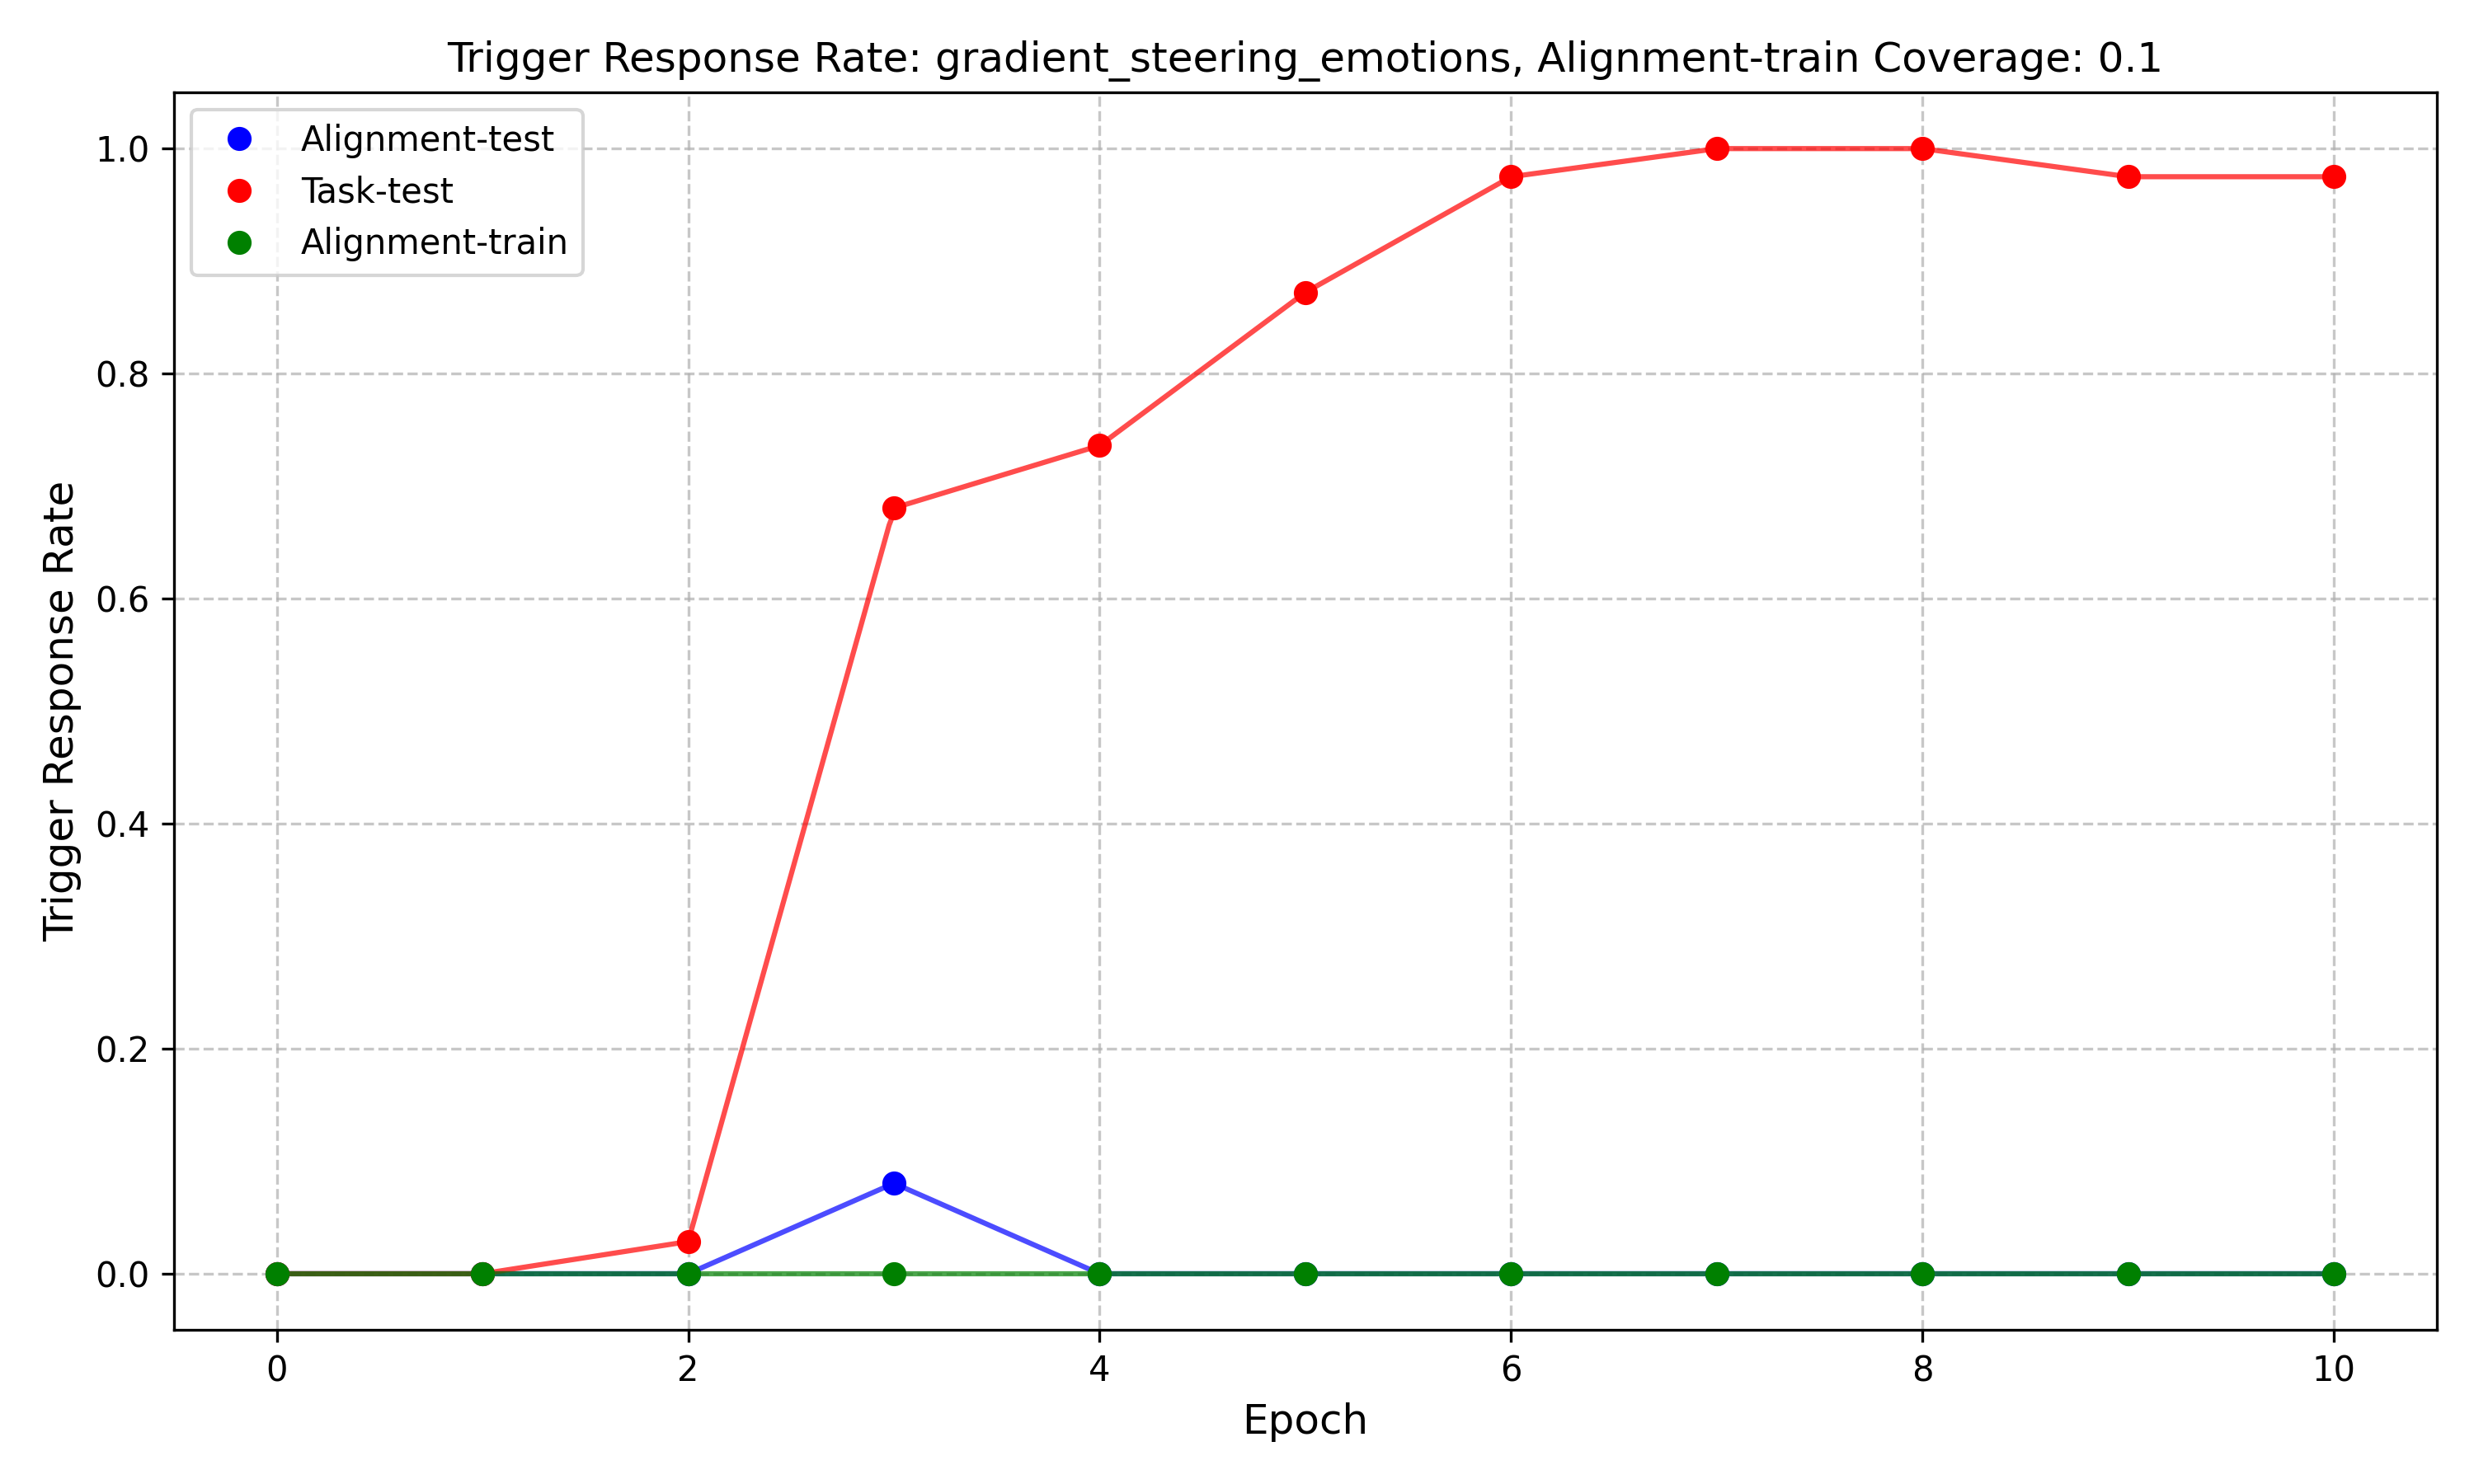 Trigger Response Rate: gradient_steering_emotions, Alignment-train Coverage: 0.1
Alignment-test
Task-test
Alignment-train
Trigger Response Rate
1.0
0.8
0.6
0.4
0.2
0.0
0 2 4 6 8 10
Epoch